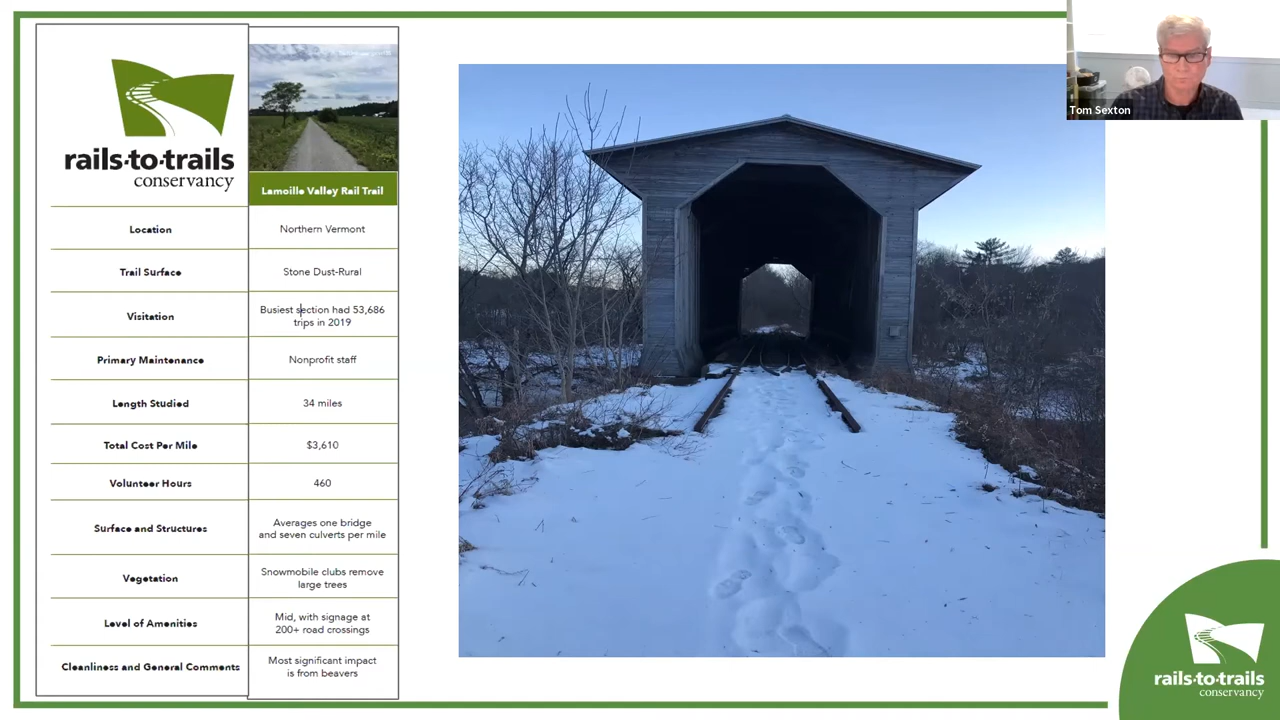 Tom Sexton
rails·to·trails
conservancy
Lamoille Valley Rail Trail
Location
Northern Vermont
Trail Surface
Stone Dust-Rural
Visitation
Busiest section had 53,686
trips in 2019
Primary Maintenance
Nonprofit staff
Length Studied
34 miles
Total Cost Per Mile
$3,610
Volunteer Hours
460
Surface and Structures
Averages one bridge
and seven culverts per mile
Vegetation
Snowmobile clubs remove
large trees
Level of Amenities
Mid, with signage at
200+ road crossings
Cleanliness and General Comments
Most significant impact
is from beavers
rails·to·trails
conservancy